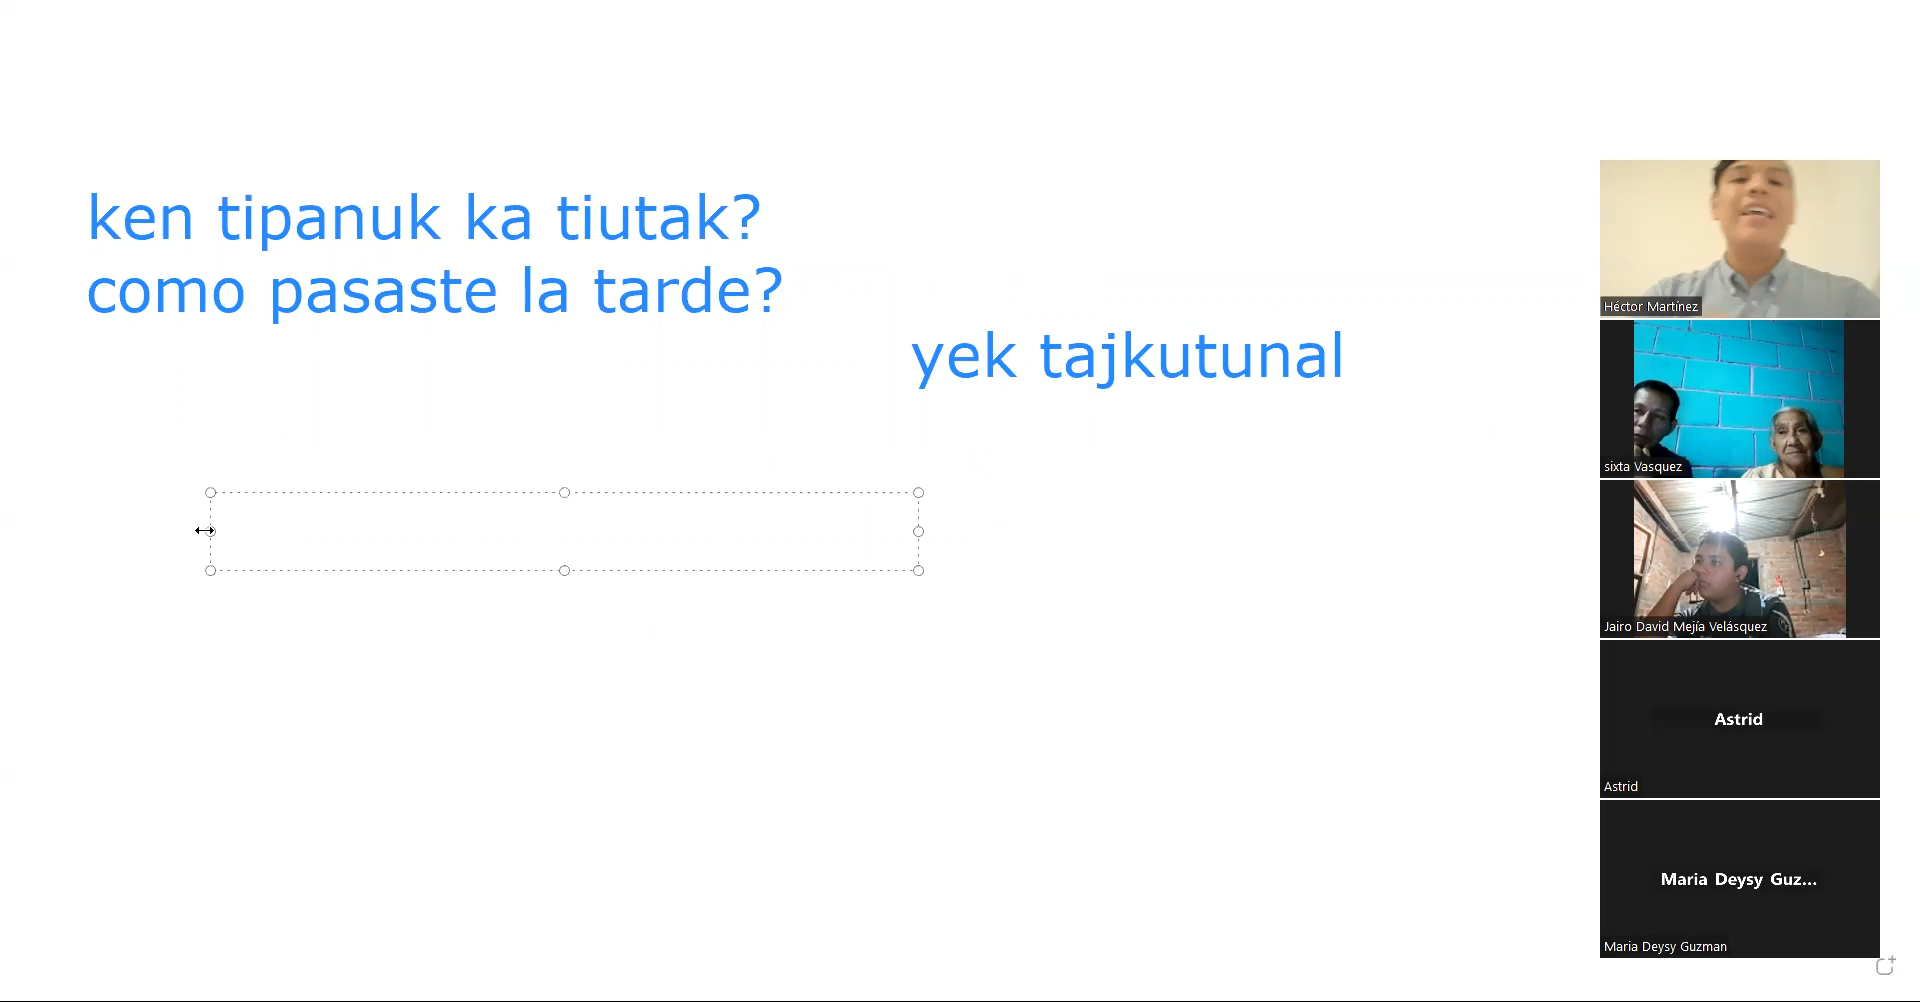 ken tipanuk ka tiutak?
como pasaste la tarde?
yek tajkutunal
Héctor Martínez
sixta Vasquez
Jairo David Mejía Velásquez
Astrid
Astrid
Maria Deysy Guz...
Maria Deysy Guzman